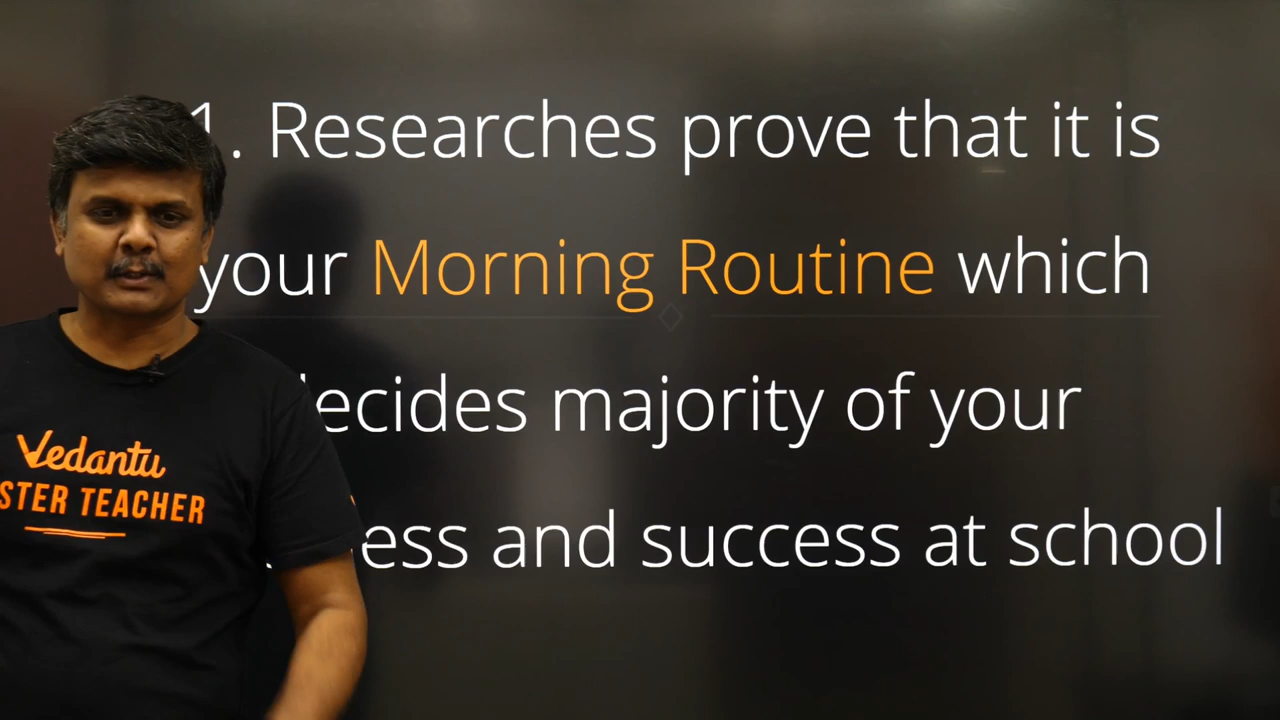 1. Researches prove that it is
your Morning Routine which
decides majority of your
and success at school
Vedantu
TEACHER